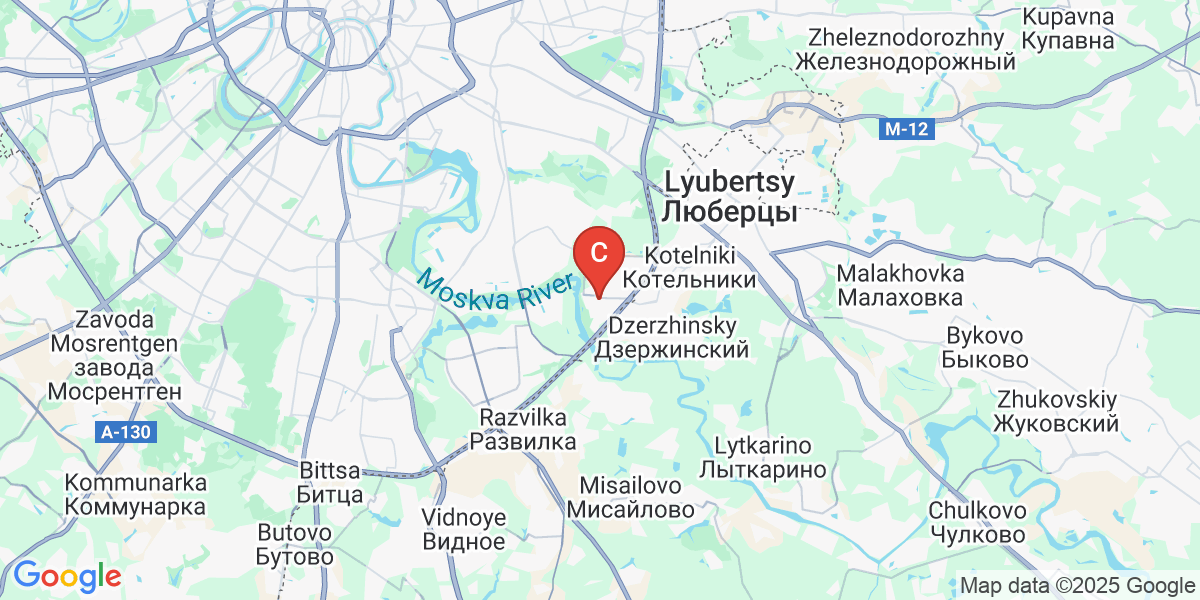 Kupavna
Купавна
Zheleznodorozhny
Железнодорожный
M-12
Lyubertsy
Люберцы
C
Kotelniki
Котельники
Malakhovka
Малаховка
Moskva River
Zavoda
Mosrentgen
завода
Мосрентген
Dzerzhinsky
Дзержинский
Bykovo
Быково
Zhukovskiy
Жуковский
A-130
Razvilka
Развилка
Lytkarino
Лыткарино
Bittsa
Битца
Kommunarka
Коммунарка
Misailovo
Мисайлово
Vidnoye
Видное
Chulkovo
Чулково
Butovo
Бутово
Google
Map data ©2025 Google